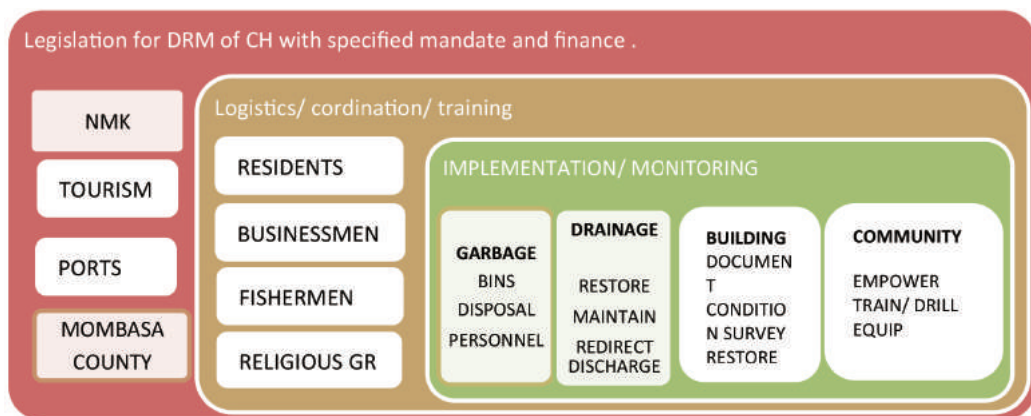 Legislation for DRM of CH with specified mandate and finance .
NMK
TOURISM
PORTS
MOMBASA
COUNTY
Logistics/ cordination/ training
RESIDENTS
BUSINESSMEN
FISHERMEN
RELIGIOUS GR
IMPLEMENTATION/ MONITORING
GARBAGE
BINS
DISPOSAL
PERSONNEL
DRAINAGE
RESTORE
MAINTAIN
REDIRECT
DISCHARGE
BUILDING
DOCUMEN
T
CONDITIO
N SURVEY
RESTORE
COMMUNITY
EMPOWER
TRAIN/ DRILL
EQUIP